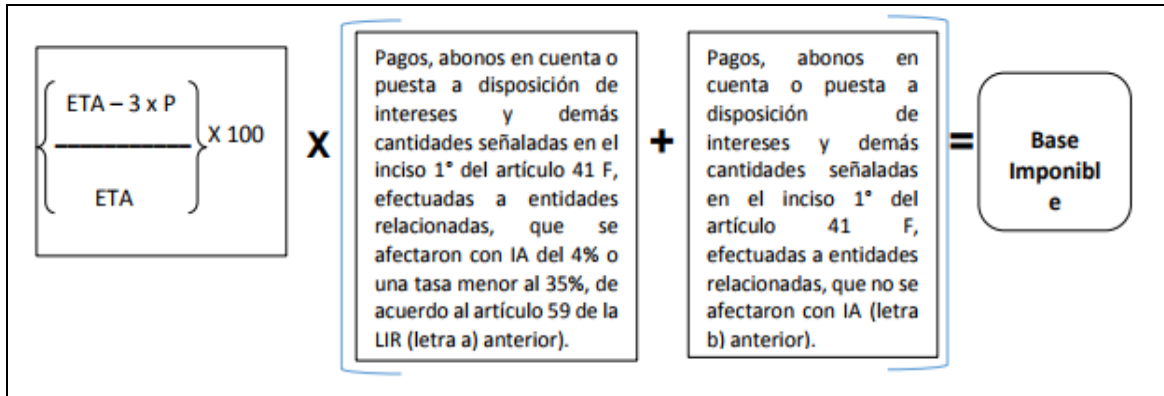 ETA – 3 x P
ETA
X 100
X
Pagos, abonos en cuenta o
puesta a disposición de
intereses y demás
cantidades señaladas en el
inciso 1° del artículo 41 F,
efectuadas a entidades
relacionadas, que se
afectaron con IA del 4% o
una tasa menor al 35%, de
acuerdo al artículo 59 de la
LIR (letra a) anterior).
+
Pagos, abonos en
cuenta o puesta a
disposición de
intereses y demás
cantidades señaladas
en el inciso 1° del
artículo 41 F,
efectuadas a entidades
relacionadas, que no se
afectaron con IA (letra
b) anterior).
=
Base
Imponibl
e